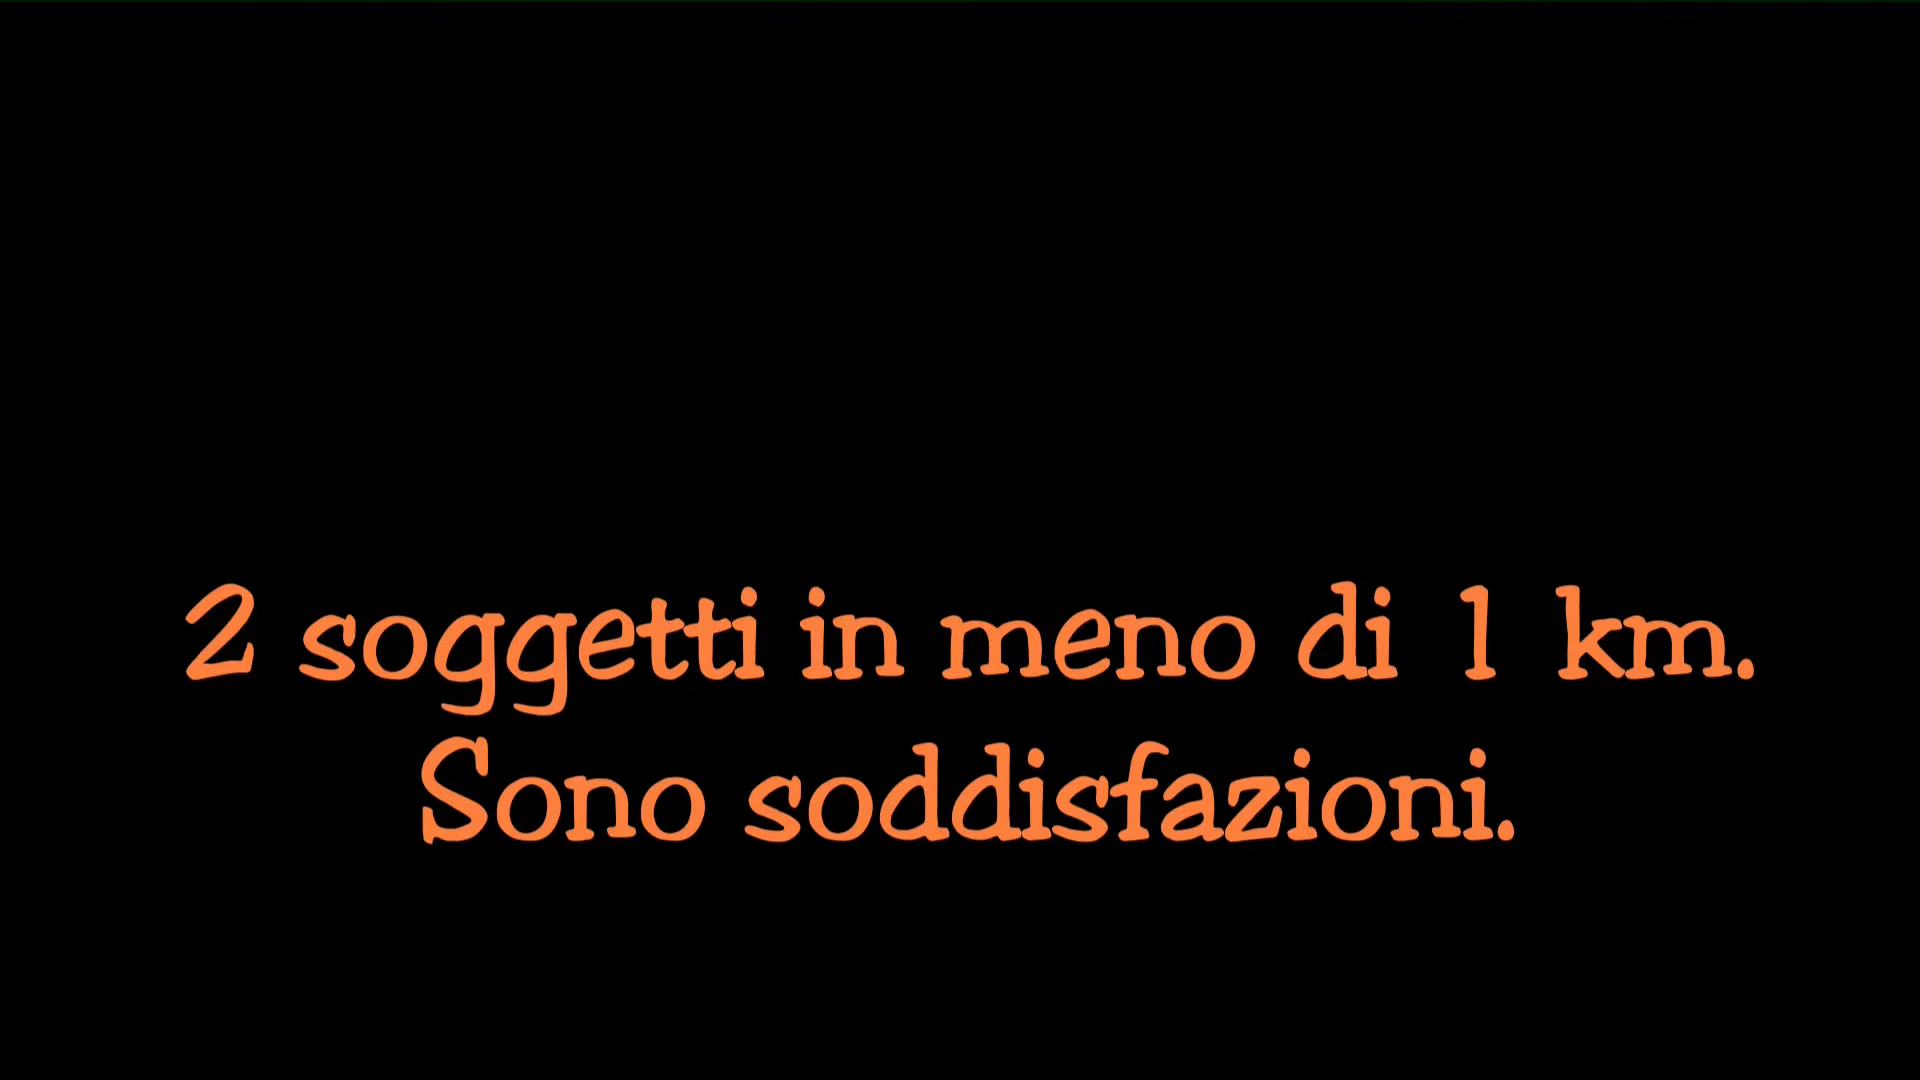 2 soggetti in meno di 1 km.
Sono soddisfazioni.